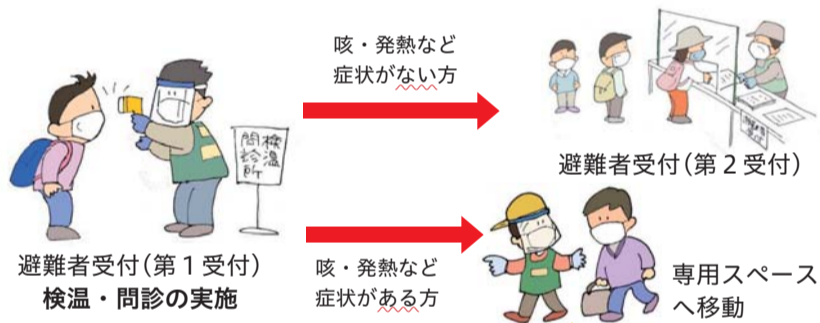 検温
問診所
避難者受付(第1受付)
検温・問診の実施
咳・発熱など
症状がない方
避難者受付(第2受付)
咳・発熱など
症状がある方
専用スペース
へ移動